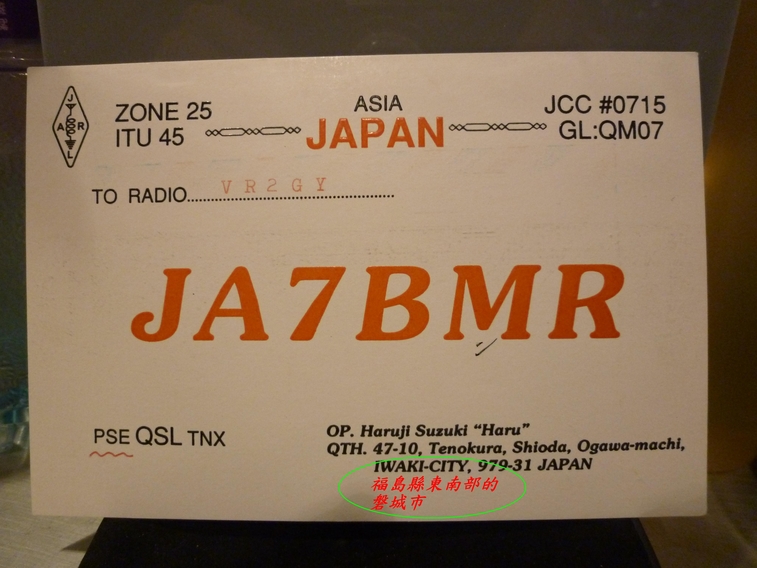 J
A R
L
ZONE 25
ITU 45
ASIA
JAPAN
JCC #0715
GL:QM07
TO RADIO.......... VR2GY
JA7BMR
PSE QSL TNX
OP. Haruji Suzuki “Haru”
QTH. 47-10, Tenokura, Shioda, Ogawa-machi,
IWAKI-CITY, 979-31 JAPAN
福島縣東南部的
磐城市